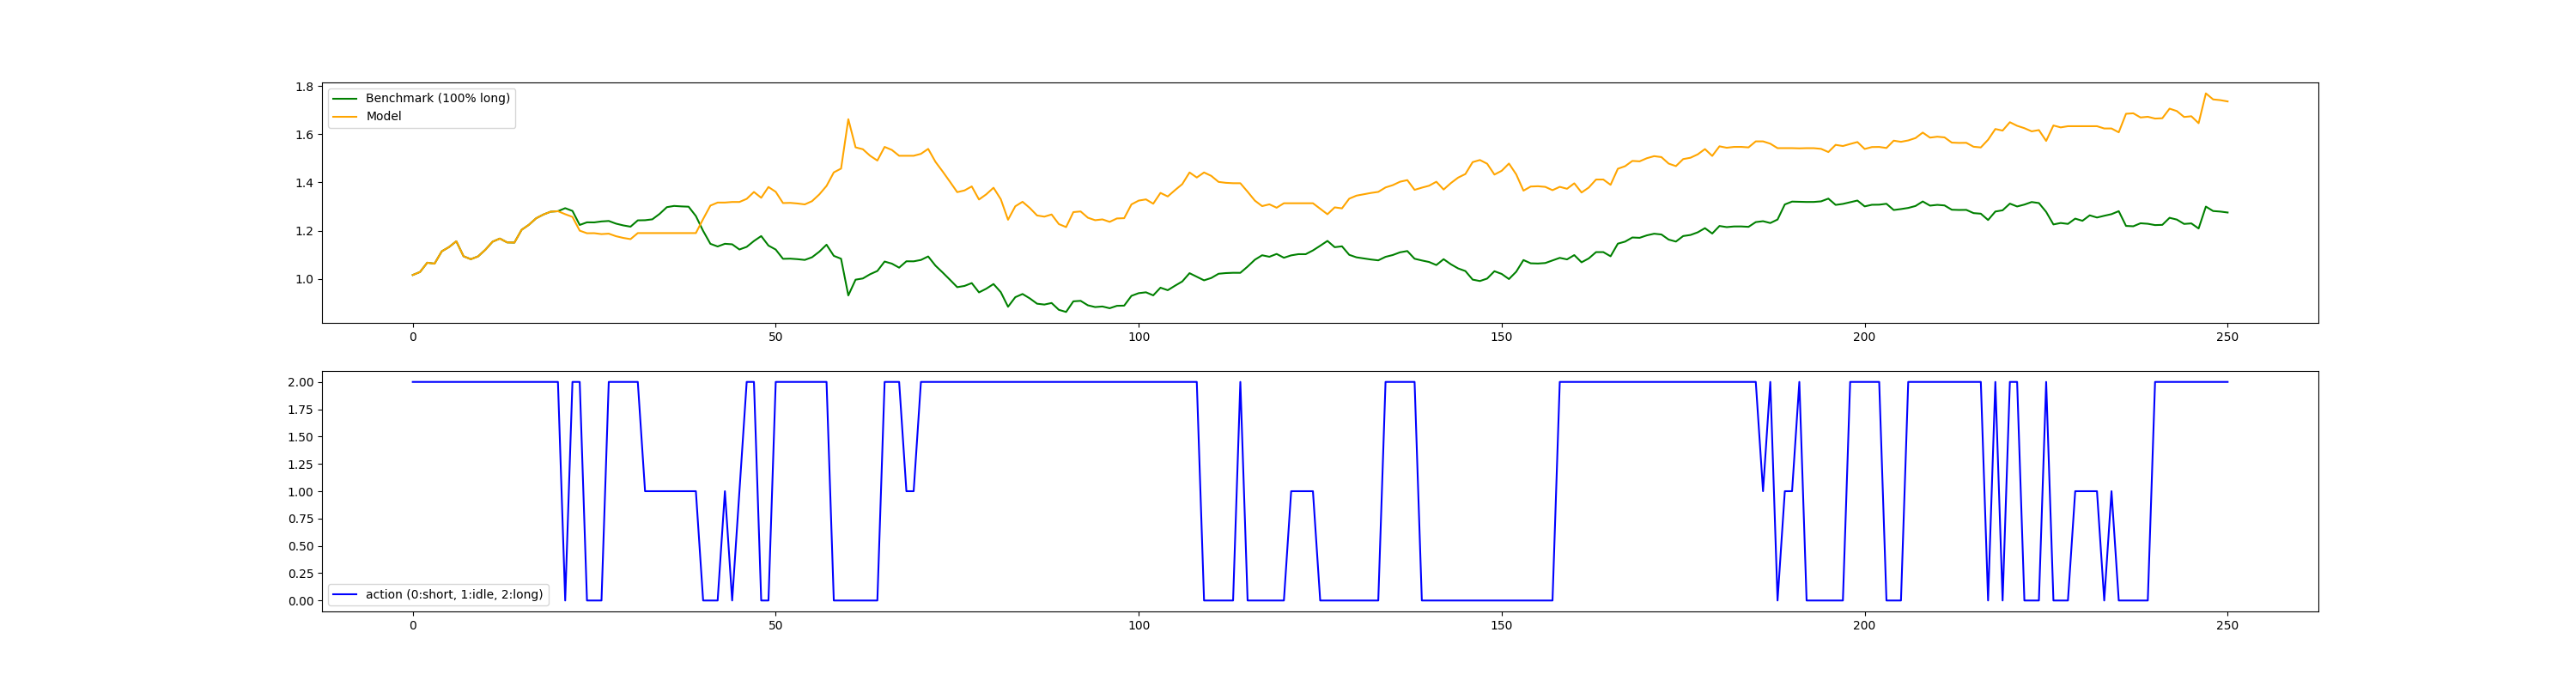 1.8
1.6
1.4
1.2
1.0
Benchmark (100% long)
Model
0 50 100 150 200 250
2.00
1.75
1.50
1.25
1.00
0.75
0.50
0.25
0.00
action (0:short, 1:idle, 2:long)
0 50 100 150 200 250